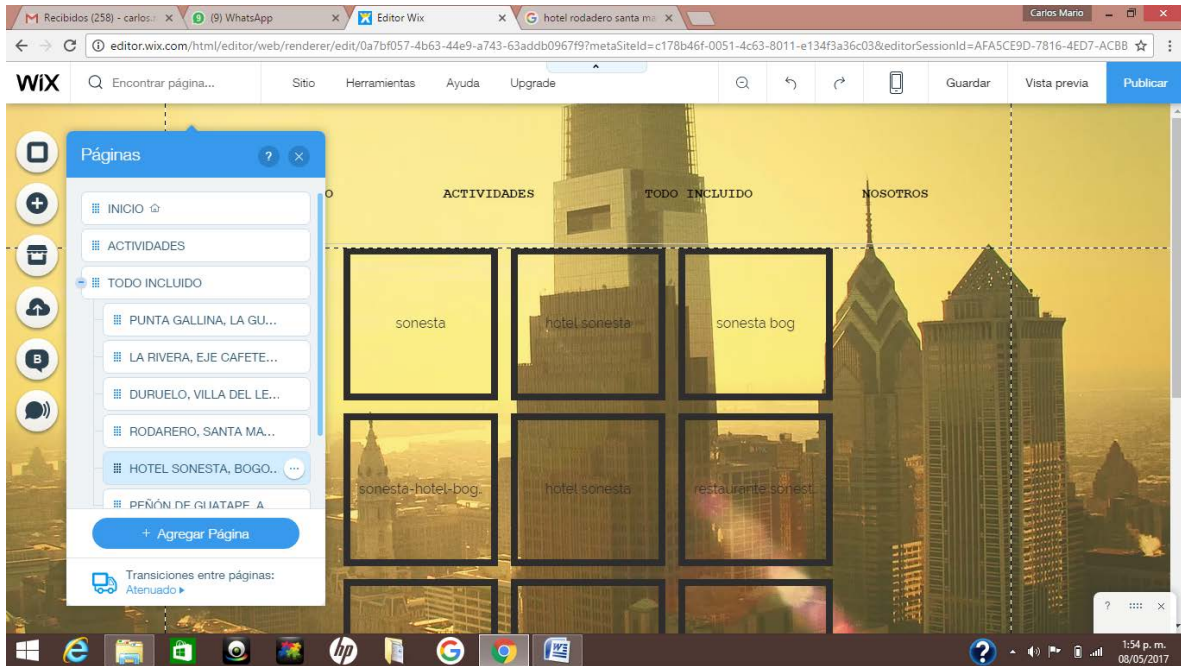 Recibidos (258) - carlos.
(9) WhatsApp
Editor Wix
hotel rodadero santa ma
Carlos Mario
editor.wix.com/html/editor/web/renderer/edit/0a7bf057-4b63-44e9-a743-63addb0967f9?metaSiteId=c178b46f-0051-4c63-8011-e134f3a36c03&editorSessionId=AFA5CE9D-7816-4ED7-ACBB
WiX
Encontrar página...
Sitio
Herramientas
Ayuda
Upgrade
Guardar
Vista previa
Publicar
Páginas
?
O
ACTIVIDADES
TODO INCLUIDO
NOSOTROS
INICIO
ACTIVIDADES
TODO INCLUIDO
PUNTA GALLINA, LA GU...
LA RIVERA, EJE CAFETE...
DURUELO, VILLA DEL LE...
RODARERO, SANTA MA...
HOTEL SONESTA, BOGO..
PEÑÓN DE GUATAPE, A
+ Agregar Página
Transiciones entre páginas:
Atenuado
sonesta
hotel sonesta
sonesta bog
sonesta-hotel-bog.
hotel sonesta
restaurante sonest
B
?
hp
1:54 p. m.
08/05/2017